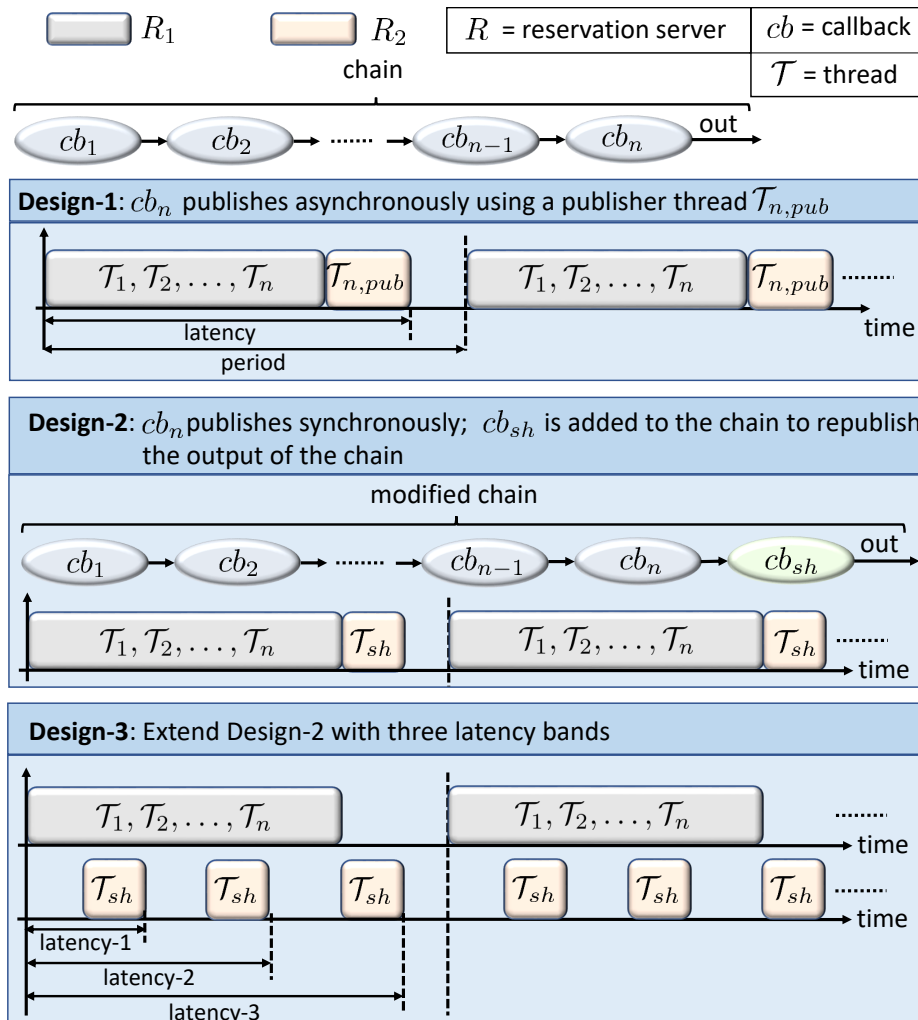 R₁ R₂ R = reservation server cb = callback
𝒯 = thread
chain
cb₁ cb₂ ....... cbₙ₋₁ cbₙ out
Design-1: cbₙ publishes asynchronously using a publisher thread 𝒯ₙ,ₚᵤᵦ
𝒯₁, 𝒯₂, . . . , 𝒯ₙ 𝒯ₙ,ₚᵤᵦ 𝒯₁, 𝒯₂, . . . , 𝒯ₙ 𝒯ₙ,ₚᵤᵦ ........
latency
time
period
Design-2: cbₙ publishes synchronously; cbₛₕ is added to the chain to republish
the output of the chain
modified chain
cb₁ cb₂ ....... cbₙ₋₁ cbₙ cbₛₕ out
𝒯₁, 𝒯₂, . . . , 𝒯ₙ 𝒯ₛₕ 𝒯₁, 𝒯₂, . . . , 𝒯ₙ 𝒯ₛₕ ........
time
Design-3: Extend Design-2 with three latency bands
𝒯₁, 𝒯₂, . . . , 𝒯ₙ 𝒯₁, 𝒯₂, . . . , 𝒯ₙ ........
time
𝒯ₛₕ 𝒯ₛₕ 𝒯ₛₕ 𝒯ₛₕ 𝒯ₛₕ 𝒯ₛₕ ........
time
latency-1
latency-2
latency-3